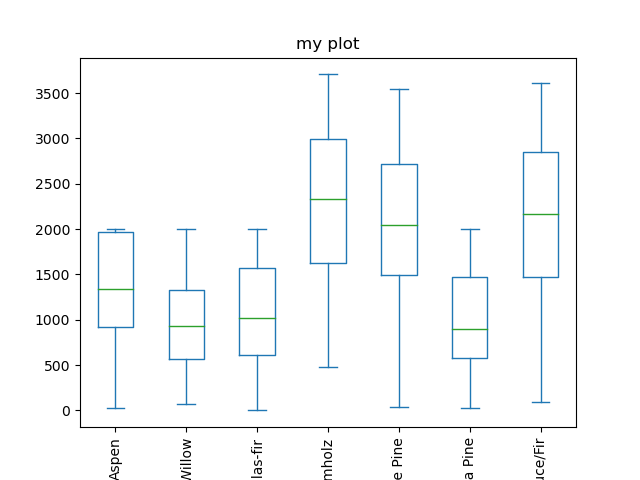 my plot
3500
3000
2500
2000
1500
1000
500
0
Aspen
Willow
las-fir
mholz
e Pine
a Pine
uce/Fir